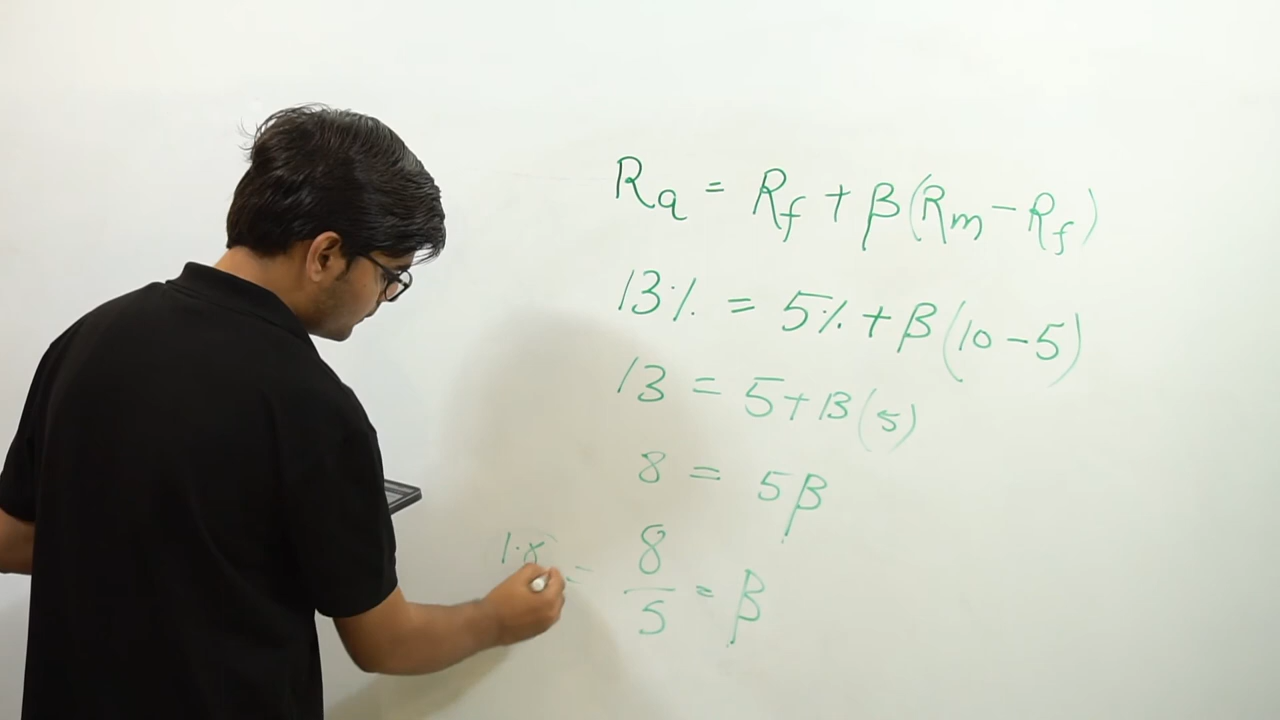 Ra = Rf + β(Rm - Rf)
13% = 5% + β(10 - 5)
13 = 5 + β(5)
8 = 5β
1.8 = 8/5 = β